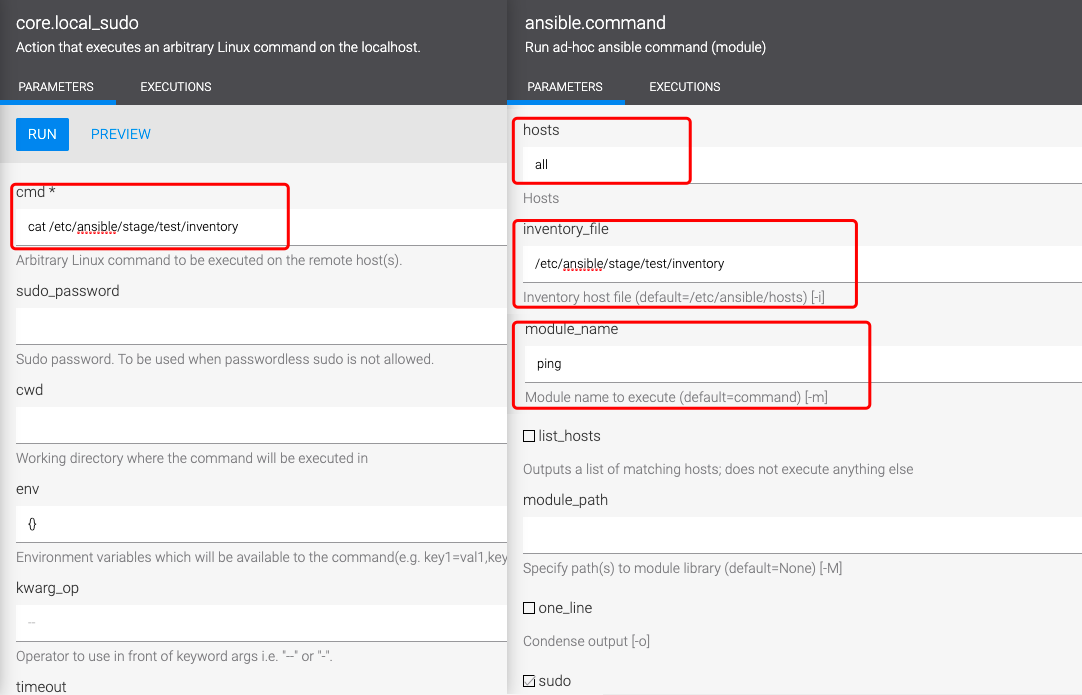 core.local_sudo
Action that executes an arbitrary Linux command on the localhost.
PARAMETERS
EXECUTIONS
RUN
PREVIEW
cmd *
cat /etc/ansible/stage/test/inventory
Arbitrary Linux command to be executed on the remote host(s).
sudo_password
Sudo password. To be used when passwordless sudo is not allowed.
cwd
Working directory where the command will be executed in
env
{}
Environment variables which will be available to the command(e.g. key1=val1,key
kwarg_op
--
Operator to use in front of keyword args i.e. "--" or "-".
timeout
ansible.command
Run ad-hoc ansible command (module)
PARAMETERS
EXECUTIONS
hosts
all
Hosts
inventory_file
/etc/ansible/stage/test/inventory
Inventory host file (default=/etc/ansible/hosts) [-i]
module_name
ping
Module name to execute (default=command) [-m]
list_hosts
Outputs a list of matching hosts; does not execute anything else
module_path
Specify path(s) to module library (default=None) [-M]
one_line
Condense output [-o]
sudo